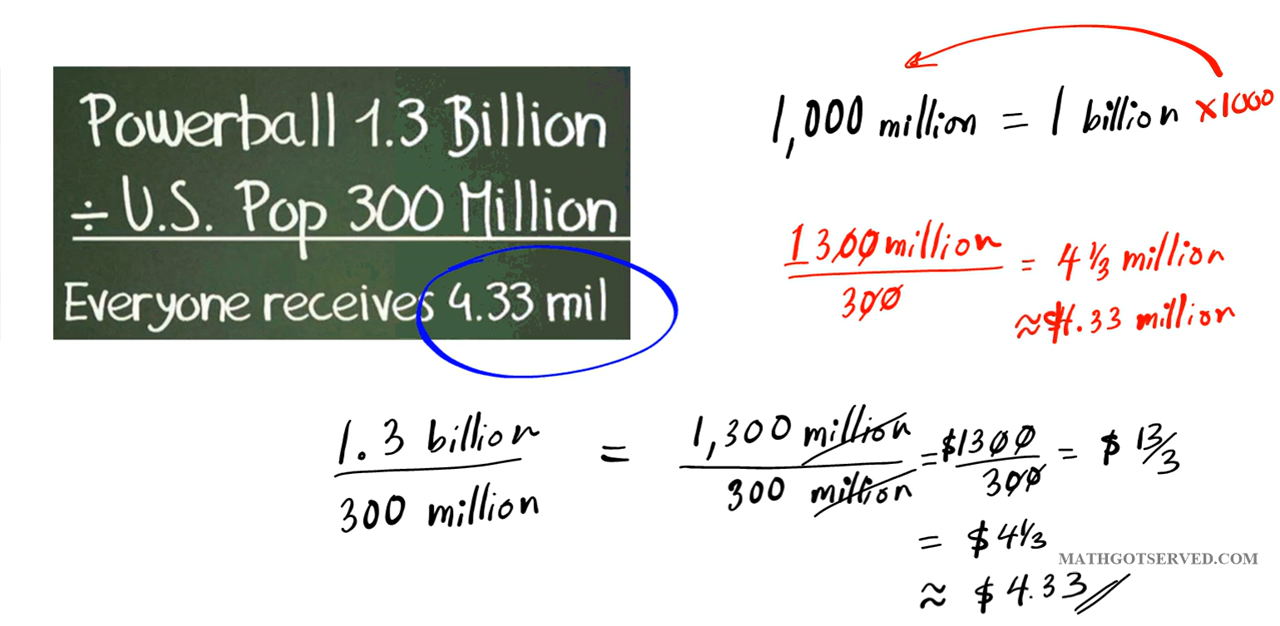 Powerball 1.3 Billion
÷ U.S. Pop 300 Million
Everyone receives 4.33 mil
1,000 million = 1 billion ×1000
1300 million / 300 = 4 1/3 million
≈ $4.33 million
1.3 billion / 300 million = 1,300 million / 300 million = $1300 / 300 = $ 13/3
= $ 4 1/3
≈ $ 4.33
MATHGOTSERVED.COM